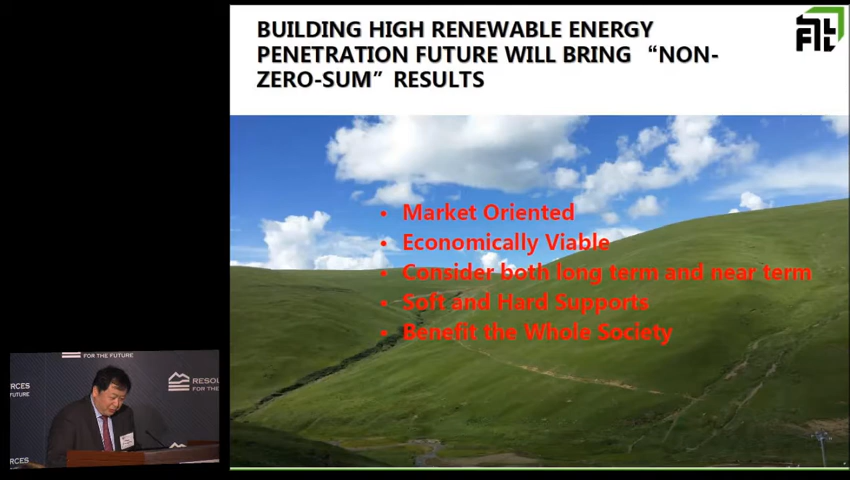 BUILDING HIGH RENEWABLE ENERGY
PENETRATION FUTURE WILL BRING “NON-
ZERO-SUM” RESULTS
• Market Oriented
• Economically Viable
• Consider both long term and near term
• Soft and Hard Supports
• Benefit the Whole Society
FOR THE FUTURE
RCES
FUTURE
RESOU
FOR THE